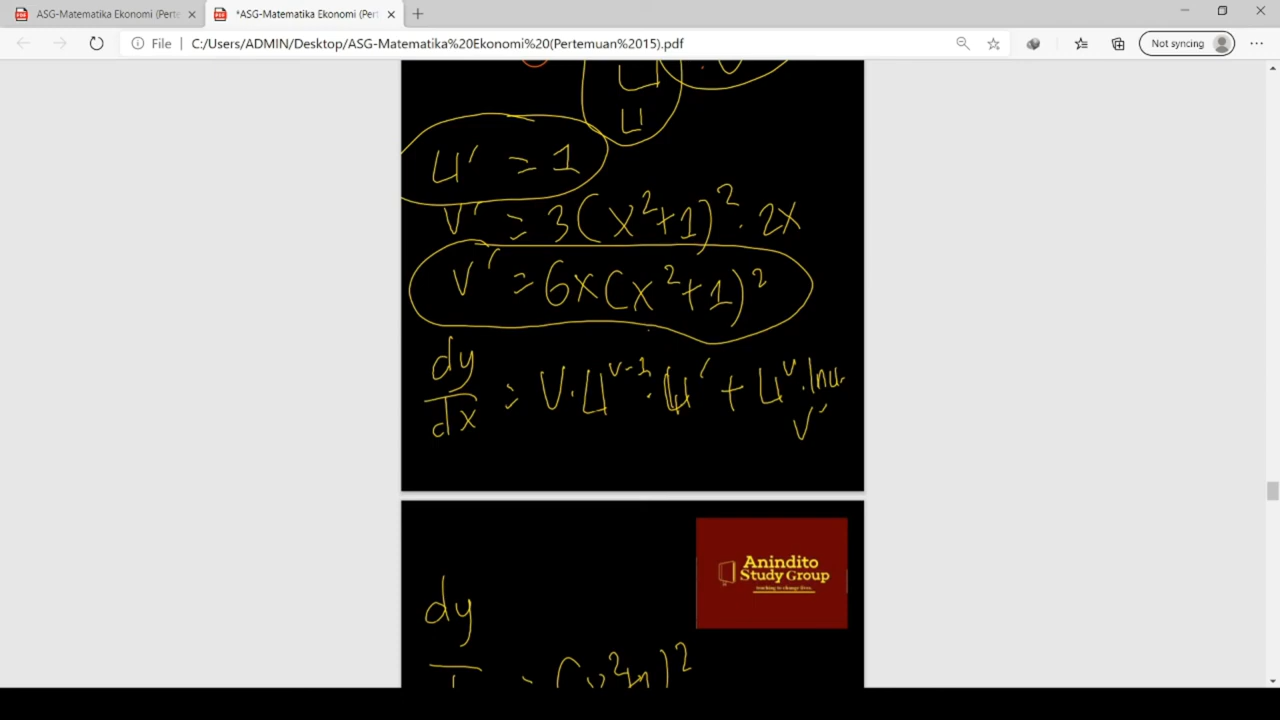 ASG-Matematika Ekonomi (Perte
*ASG-Matematika Ekonomi (Pert
File | C:/Users/ADMIN/Desktop/ASG-Matematika%20Ekonomi%20(Pertemuan%2015).pdf
Not syncing
u
u' = 1
v' = 3(x²+1)² . 2x
v' = 6x(x²+1)²
dy/dx = v.u^(v-1).u' + u^v.ln u.
v'
Anindito
Study Group
dy